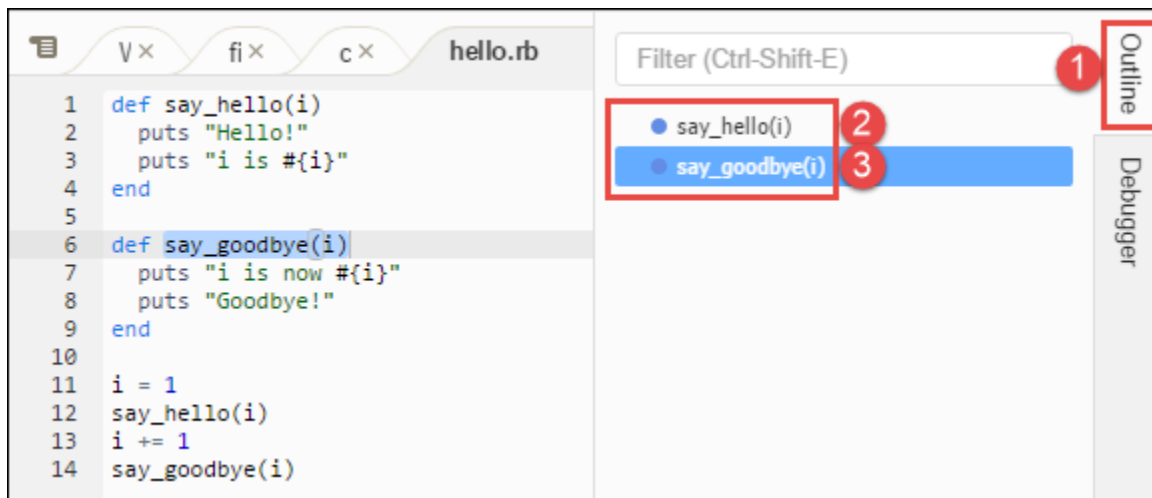 V ×
fi ×
c ×
hello.rb
1 def say_hello(i)
2   puts "Hello!"
3   puts "i is #{i}"
4 end
5
6 def say_goodbye(i)
7   puts "i is now #{i}"
8   puts "Goodbye!"
9 end
10
11 i = 1
12 say_hello(i)
13 i += 1
14 say_goodbye(i)
Filter (Ctrl-Shift-E)
say_hello(i) 2
say_goodbye(i) 3
1 Outline
Debugger